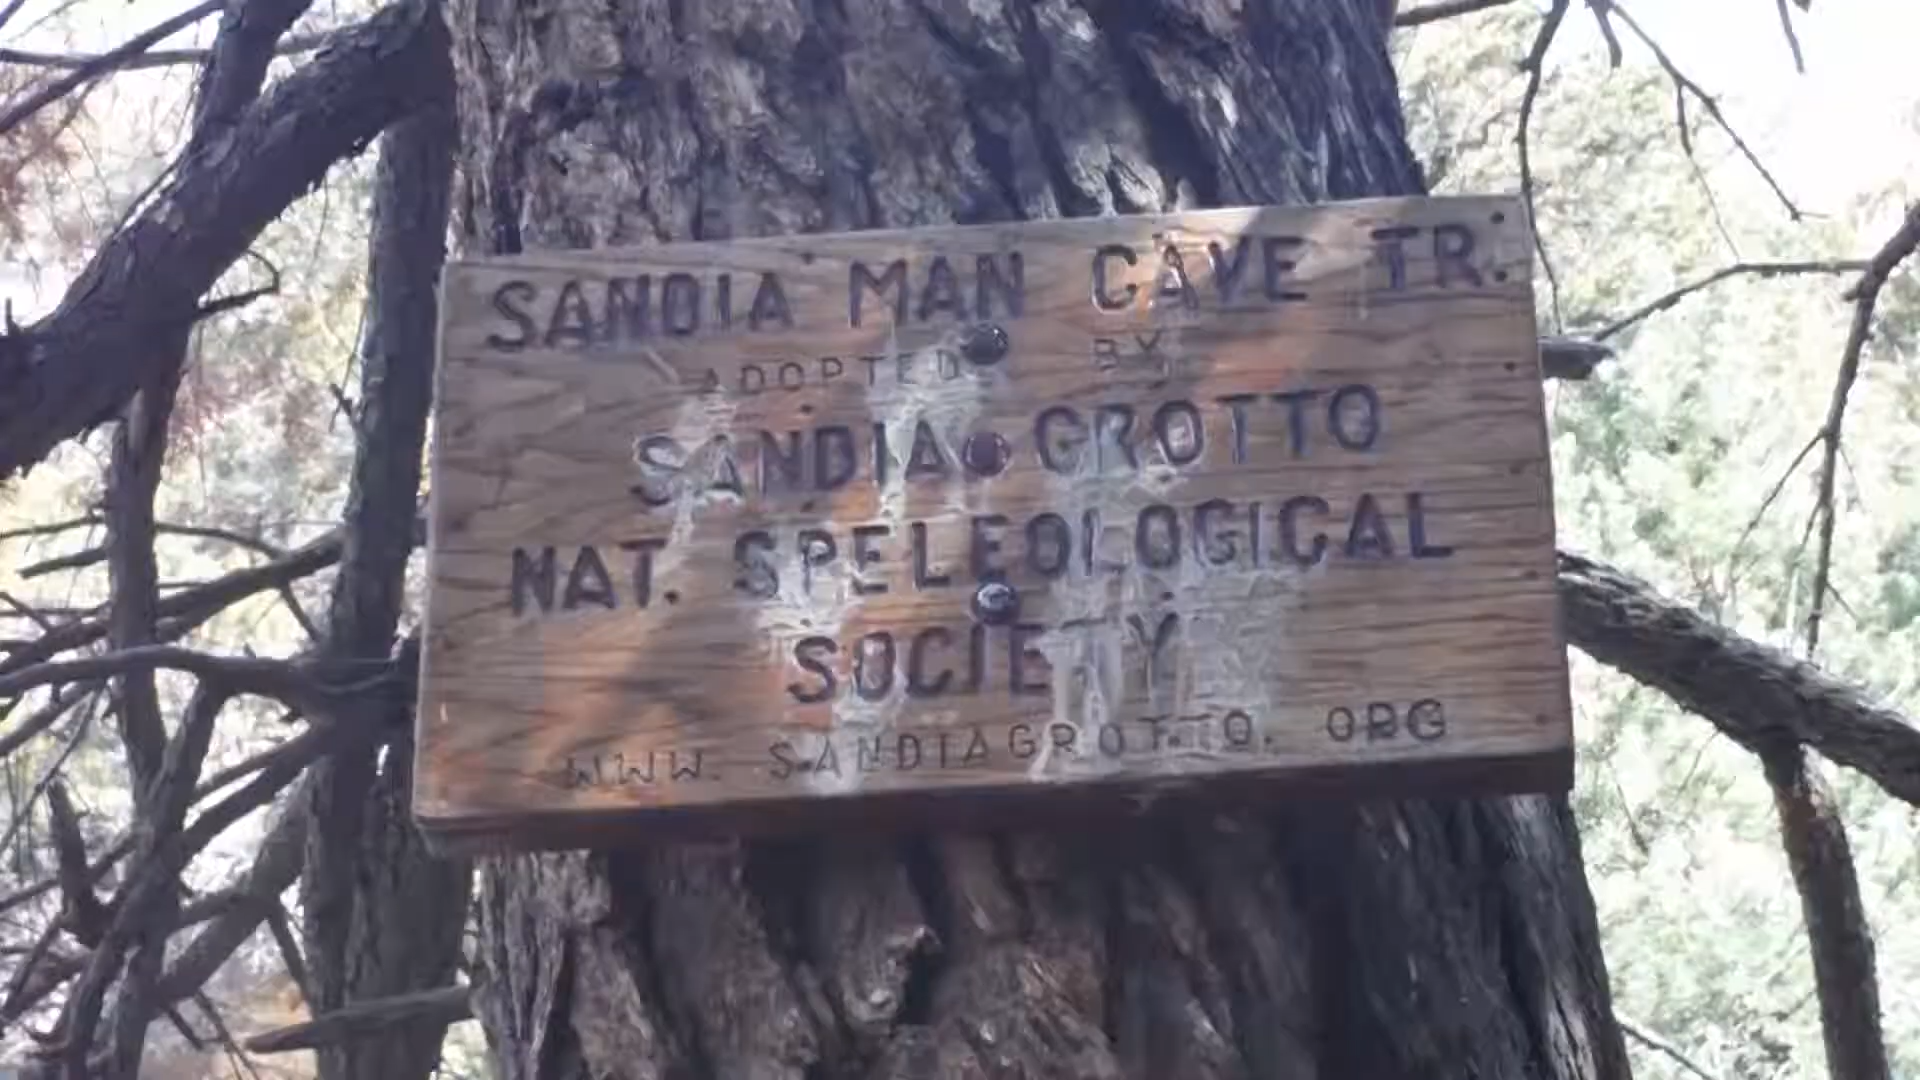 SANDIA MAN CAVE TR.
ADOPTED BY
SANDIA GROTTO
NAT. SPELEOLOGICAL
SOCIETY
WWW. SANDIAGROTTO. ORG